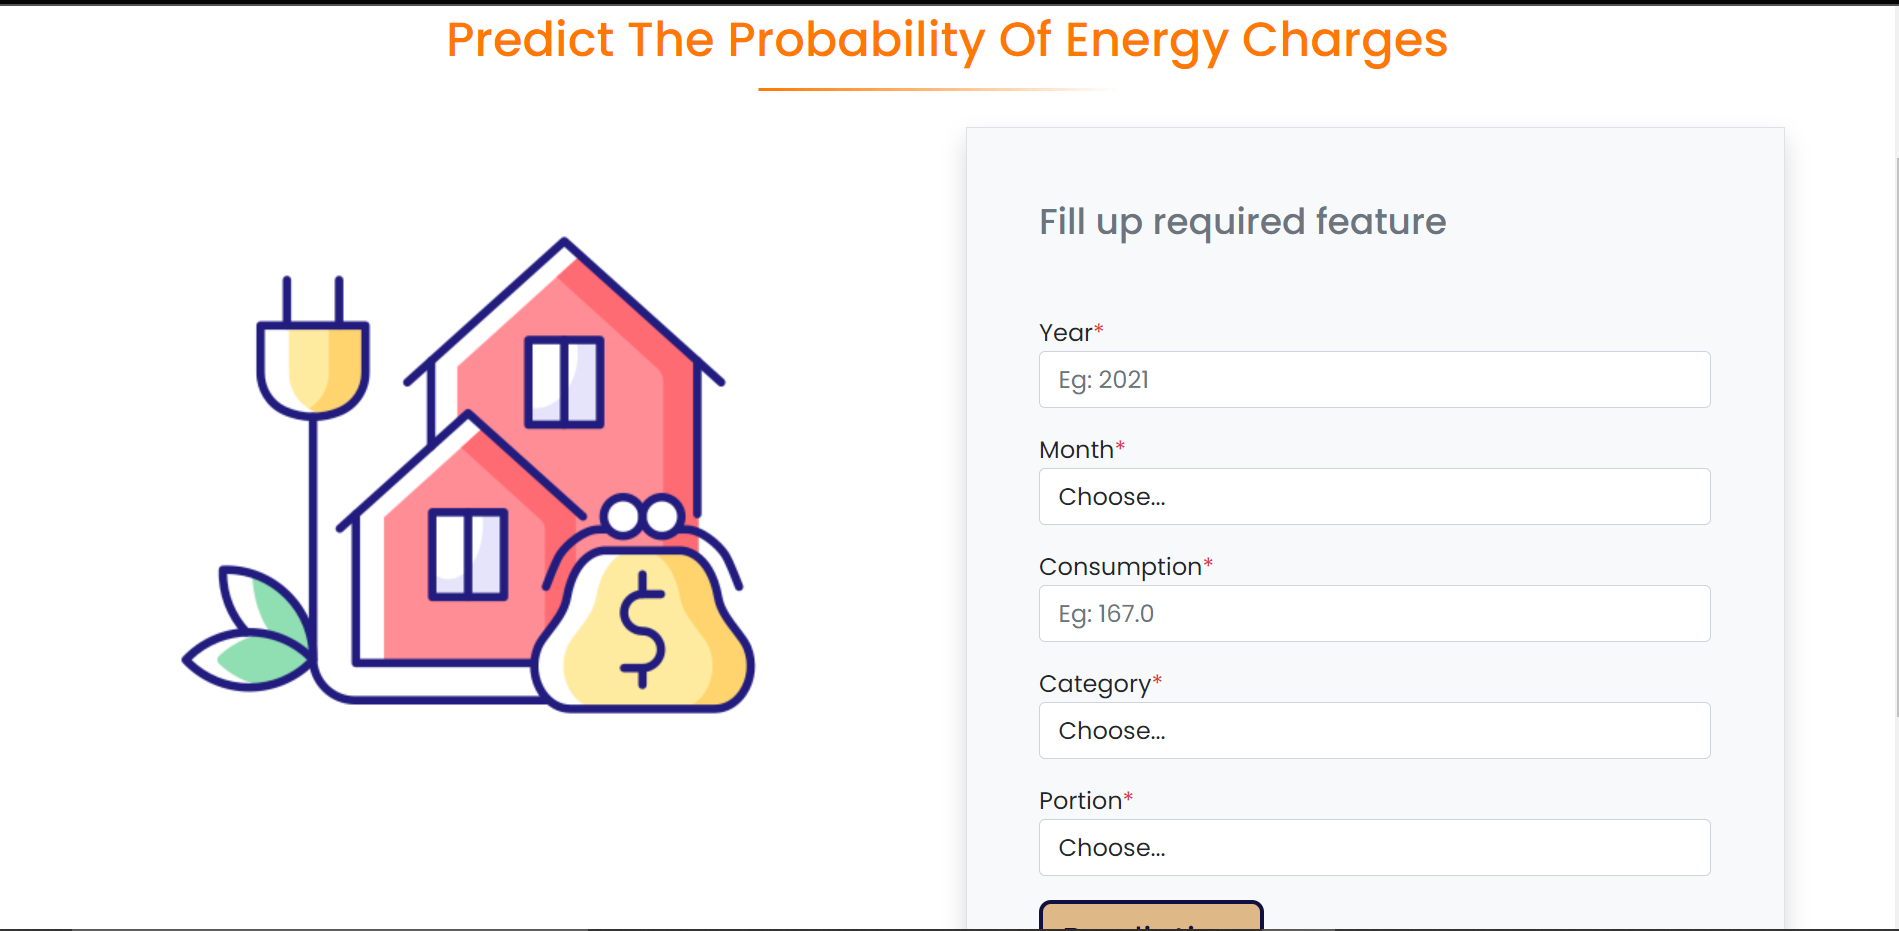 Predict The Probability Of Energy Charges
Fill up required feature
Year*
Eg: 2021
Month*
Choose...
Consumption*
Eg: 167.0
Category*
Choose...
Portion*
Choose...
$